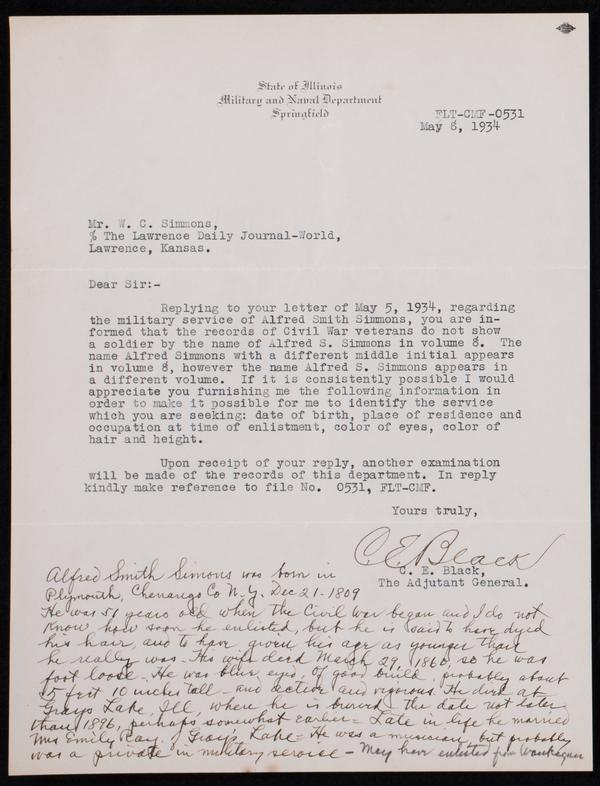 State of Illinois
Military and Naval Department
Springfield
FLT-CMF-0531
May 8, 1934
Mr. W. C. Simmons,
% The Lawrence Daily Journal-World,
Lawrence, Kansas.
Dear Sir:-
Replying to your letter of May 5, 1934, regarding
the military service of Alfred Smith Simmons, you are in-
formed that the records of Civil War veterans do not show
a soldier by the name of Alfred S. Simmons in volume 8. The
name Alfred Simmons with a different middle initial appears
in volume 8, however the name Alfred S. Simmons appears in
a different volume. If it is consistently possible I would
appreciate you furnishing me the following information in
order to make it possible for me to identify the service
which you are seeking: date of birth, place of residence and
occupation at time of enlistment, color of eyes, color of
hair and height.
Upon receipt of your reply, another examination
will be made of the records of this department. In reply
kindly make reference to file No. 0531, FLT-CMF.
Yours truly,
C. E. Black
C. E. Black,
The Adjutant General.
Alfred Smith Simons was born in
Plymouth, Chenango Co N.Y. Dec 21-1809
He was 51 years old when the Civil War began and I do not
know how soon he enlisted, but he is said to have dyed
his hair, and to have given his age as younger than
he really was. His wife died March 29, 1860, so he was
foot loose. He was blue eyes, of good build, probably about
5 feet 10 inches tall - and active and vigorous. He died at
Grays Lake, Ill, where he is buried - the date not later
than 1896, perhaps somewhat earlier = Late in life he married
Mrs Emily Ray of Gray's Lake = He was a musician, but probably
was a private in military service - May have enlisted from Waukegan